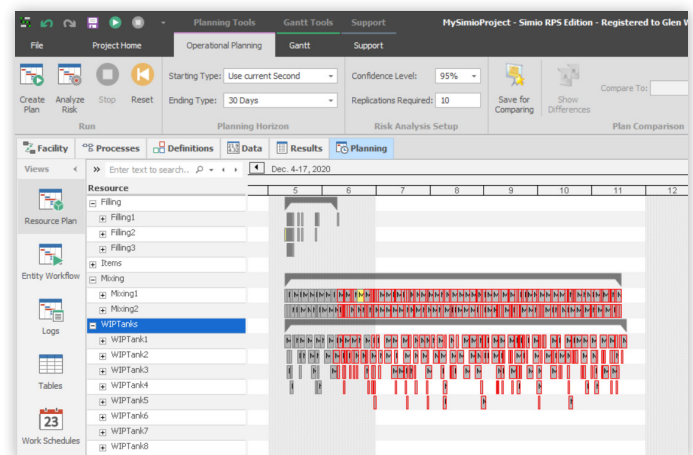 Planning Tools Gantt Tools Support MySimioProject - Simio RPS Edition - Registered to Glen W
File Project Home Operational Planning Gantt Support
Starting Type: Use current Second Confidence Level: 95%
Ending Type: 30 Days Replications Required: 10
Create Plan Analyze Risk Stop Reset Save for Comparing Show Differences Compare To:
Run Planning Horizon Risk Analysis Setup Plan Comparison
Facility Processes Definitions Data Results Planning
Views Enter text to search... Dec. 4-17, 2020
Resource 5 6 7 8 9 10 11 12
Filling
Filling1
Resource Plan
Filling2
Filling3
Items
Entity Workflow
Mixing
Mixing1
Mixing2
Logs
WIPTanks
WIPTank1
WIPTank2
WIPTank3
Tables
WIPTank4
WIPTank5
23
WIPTank6
WIPTank7
Work Schedules
WIPTank8